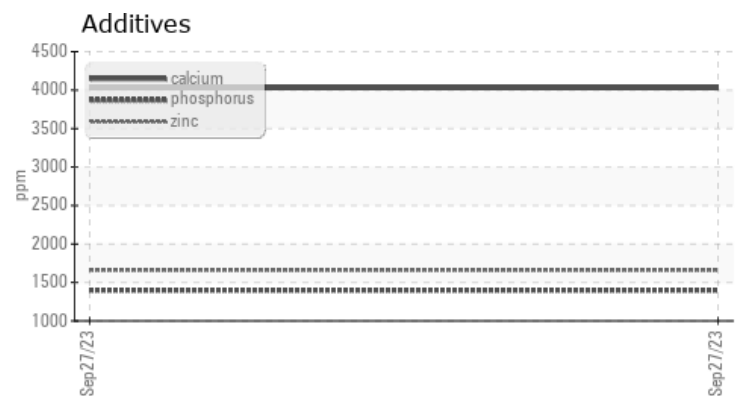 Additives
4500
4000
3500
3000
2500
2000
1500
1000
ppm
calcium
phosphorus
zinc
Sep27/23
Sep27/23